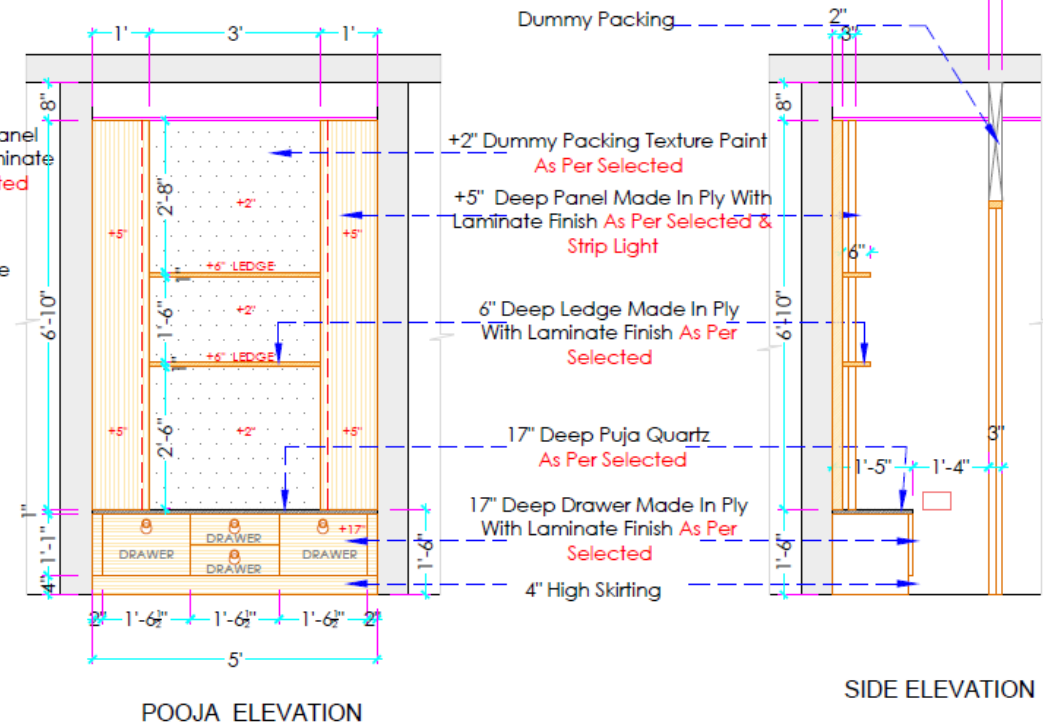 Dummy Packing
1'
3'
1'
2"
3"
8"
8"
anel
ninate
ted
e
+2" Dummy Packing Texture Paint
As Per Selected
+5" Deep Panel Made In Ply With
Laminate Finish As Per Selected &
Strip Light
2'-8"
+2"
+5"
+5"
6"
+6" LEDGE
1"
6'-10"
6'-10"
1'-6"
+2"
6" Deep Ledge Made In Ply
With Laminate Finish As Per
Selected
+6" LEDGE
1"
2'-6"
+5"
+2"
+5"
17" Deep Puja Quartz
As Per Selected
3"
1'-5"
1'-4"
1"
17" Deep Drawer Made In Ply
With Laminate Finish As Per
Selected
+17"
DRAWER
DRAWER
DRAWER
DRAWER
1'-1"
1'-6"
1'-6"
4"
4" High Skirting
2"
1'-6½"
1'-6½"
1'-6½"
2"
5'
POOJA ELEVATION
SIDE ELEVATION